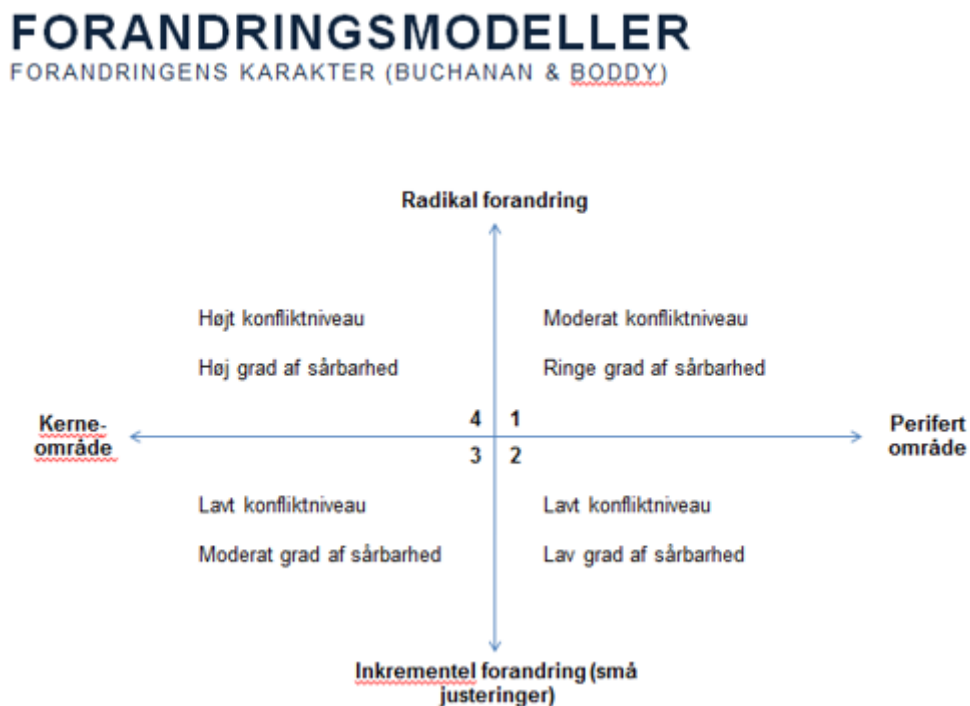 FORANDRINGSMODELLER
FORANDRINGENS KARAKTER (BUCHANAN & BODDY)
Radikal forandring
Højt konfliktniveau
Høj grad af sårbarhed
Moderat konfliktniveau
Ringe grad af sårbarhed
4 1
Kerne-
område
Perifert
område
3 2
Lavt konfliktniveau
Moderat grad af sårbarhed
Lavt konfliktniveau
Lav grad af sårbarhed
Inkrementel forandring (små
justeringer)